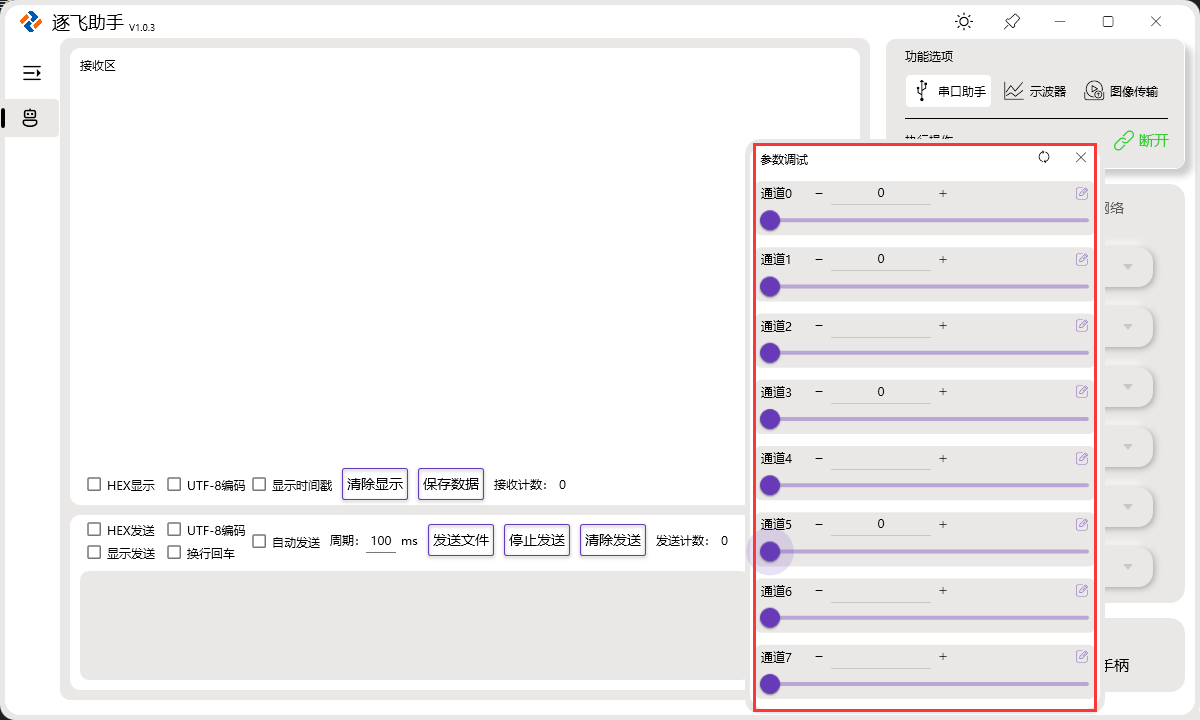 逐飞助手 V1.0.3
接收区
功能选项
串口助手 示波器 图像传输
执行操作
断开
网络
参数调试
通道0 − 0 +
通道1 − 0 +
通道2 − +
通道3 − 0 +
通道4 − +
通道5 − 0 +
通道6 − +
通道7 − +
HEX显示 UTF-8编码 显示时间戳 清除显示 保存数据 接收计数: 0
HEX发送 UTF-8编码
显示发送 换行回车
自动发送 周期: 100 ms 发送文件 停止发送 清除发送 发送计数: 0
手柄